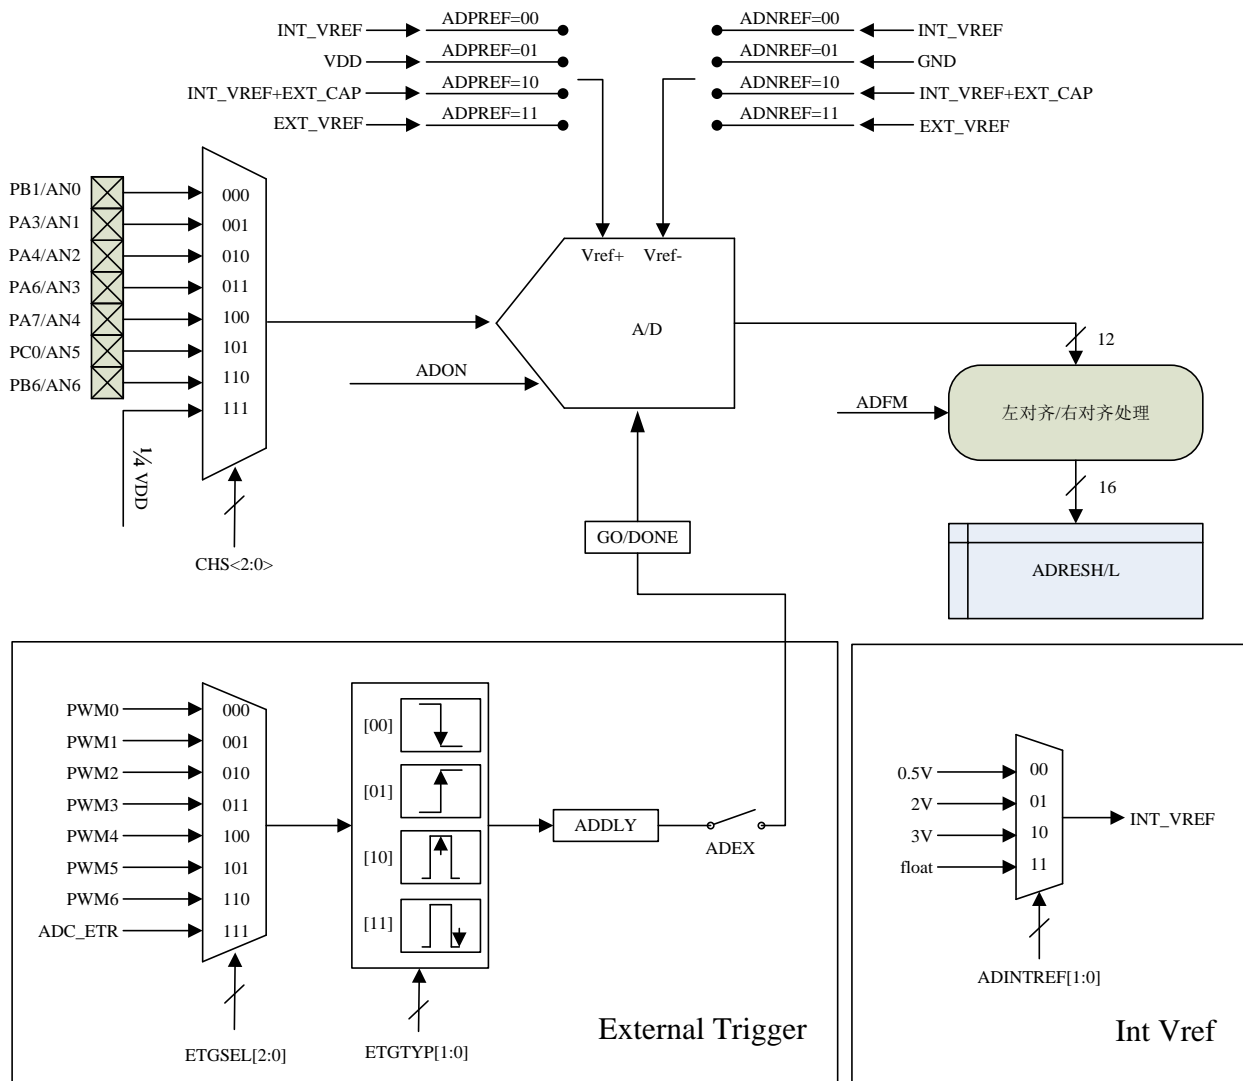 INT_VREF ADPREF=00 ADNREF=00 INT_VREF
VDD ADPREF=01 ADNREF=01 GND
INT_VREF+EXT_CAP ADPREF=10 ADNREF=10 INT_VREF+EXT_CAP
EXT_VREF ADPREF=11 ADNREF=11 EXT_VREF
PB1/AN0 000
PA3/AN1 001
PA4/AN2 010
PA6/AN3 011
PA7/AN4 100
PC0/AN5 101
PB6/AN6 110
111
¼ VDD
CHS<2:0>
Vref+ Vref-
A/D
ADON
12
ADFM
左对齐/右对齐处理
16
ADRESH/L
GO/DONE
PWM0 000
PWM1 001
PWM2 010
PWM3 011
PWM4 100
PWM5 101
PWM6 110
ADC_ETR 111
ETGSEL[2:0]
[00]
[01]
[10]
[11]
ETGTYP[1:0]
ADDLY
ADEX
External Trigger
0.5V 00
2V 01
3V 10
float 11
INT_VREF
ADINTREF[1:0]
Int Vref